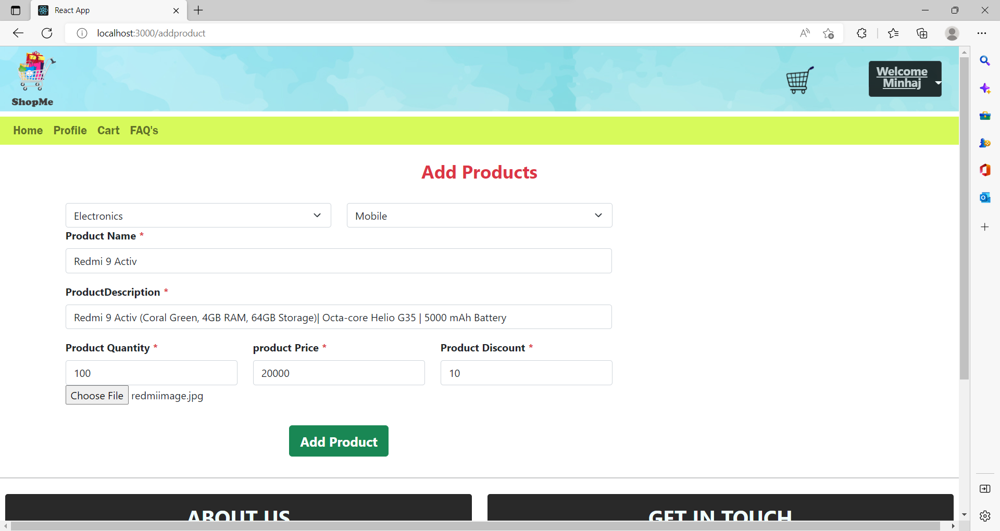 React App
localhost:3000/addproduct
ShopMe
Welcome
Minhaj
Home Profile Cart FAQ's
Add Products
Electronics Mobile
Product Name *
Redmi 9 Activ
ProductDescription *
Redmi 9 Activ (Coral Green, 4GB RAM, 64GB Storage)| Octa-core Helio G35 | 5000 mAh Battery
Product Quantity * product Price * Product Discount *
100 20000 10
Choose File redmiimage.jpg
Add Product
ABOUT US GET IN TOUCH